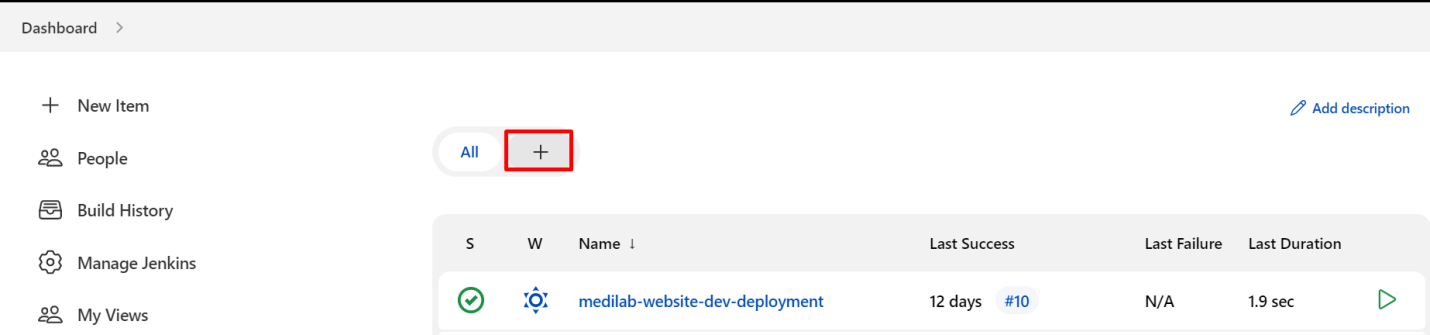 Dashboard
New Item
People
Build History
Manage Jenkins
My Views
Add description
All
S W Name ↓ Last Success Last Failure Last Duration
medilab-website-dev-deployment 12 days #10 N/A 1.9 sec